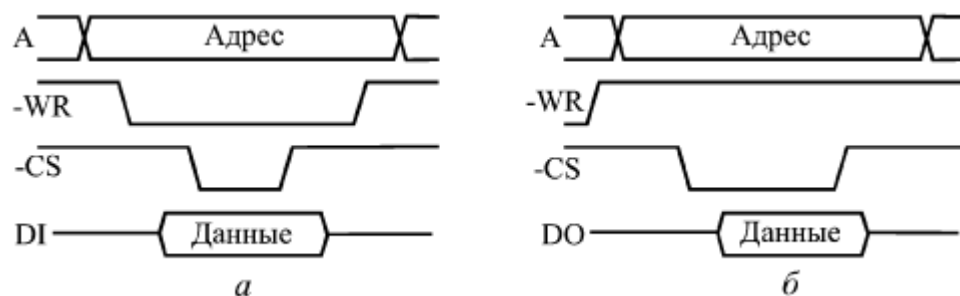 A Адрес
-WR
-CS
DI Данные
а
A Адрес
-WR
-CS
DO Данные
б